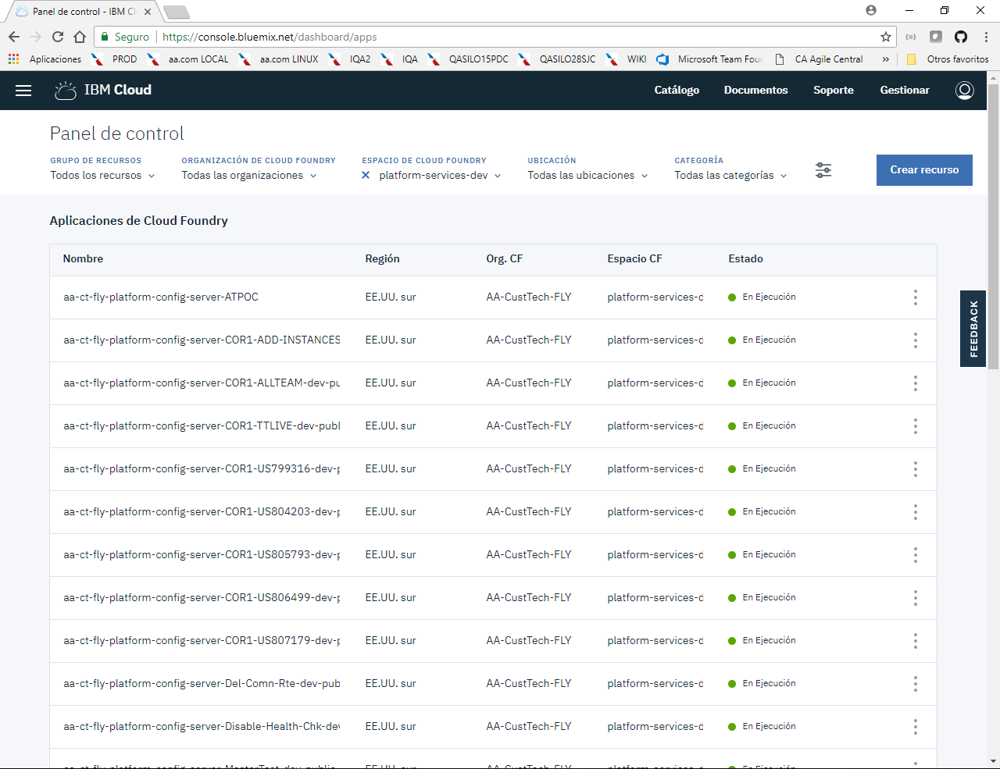 Panel de control - IBM Cl
Seguro https://console.bluemix.net/dashboard/apps
Aplicaciones PROD aa.com LOCAL aa.com LINUX IQA2 IQA QASILO15PDC QASILO28SJC WIKI Microsoft Team Four CA Agile Central » Otros favoritos
IBM Cloud Catálogo Documentos Soporte Gestionar
Panel de control
GRUPO DE RECURSOS ORGANIZACIÓN DE CLOUD FOUNDRY ESPACIO DE CLOUD FOUNDRY UBICACIÓN CATEGORÍA
Todos los recursos Todas las organizaciones platform-services-dev Todas las ubicaciones Todas las categorías
Crear recurso
Aplicaciones de Cloud Foundry
Nombre Región Org. CF Espacio CF Estado
aa-ct-fly-platform-config-server-ATPOC EE.UU. sur AA-CustTech-FLY platform-services-d En Ejecución
aa-ct-fly-platform-config-server-COR1-ADD-INSTANCES EE.UU. sur AA-CustTech-FLY platform-services-d En Ejecución
aa-ct-fly-platform-config-server-COR1-ALLTEAM-dev-pu EE.UU. sur AA-CustTech-FLY platform-services-d En Ejecución
aa-ct-fly-platform-config-server-COR1-TTLIVE-dev-publ EE.UU. sur AA-CustTech-FLY platform-services-d En Ejecución
aa-ct-fly-platform-config-server-COR1-US799316-dev-p EE.UU. sur AA-CustTech-FLY platform-services-d En Ejecución
aa-ct-fly-platform-config-server-COR1-US804203-dev-p EE.UU. sur AA-CustTech-FLY platform-services-d En Ejecución
aa-ct-fly-platform-config-server-COR1-US805793-dev-p EE.UU. sur AA-CustTech-FLY platform-services-d En Ejecución
aa-ct-fly-platform-config-server-COR1-US806499-dev-p EE.UU. sur AA-CustTech-FLY platform-services-d En Ejecución
aa-ct-fly-platform-config-server-COR1-US807179-dev-p EE.UU. sur AA-CustTech-FLY platform-services-d En Ejecución
aa-ct-fly-platform-config-server-Del-Comn-Rte-dev-pub EE.UU. sur AA-CustTech-FLY platform-services-d En Ejecución
aa-ct-fly-platform-config-server-Disable-Health-Chk-dev EE.UU. sur AA-CustTech-FLY platform-services-d En Ejecución
FEEDBACK